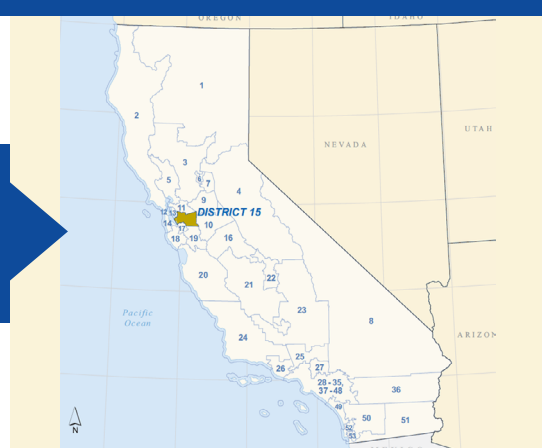 OREGON
IDAHO
1
2
NEVADA
UTAH
3
5
6
7
4
9
11
12
13
DISTRICT 15
14
10
17
18
19
16
20
21
22
23
8
Pacific
Ocean
24
ARIZON
25
26
27
28 - 35,
37 - 48
36
49
50
51
52
53
N